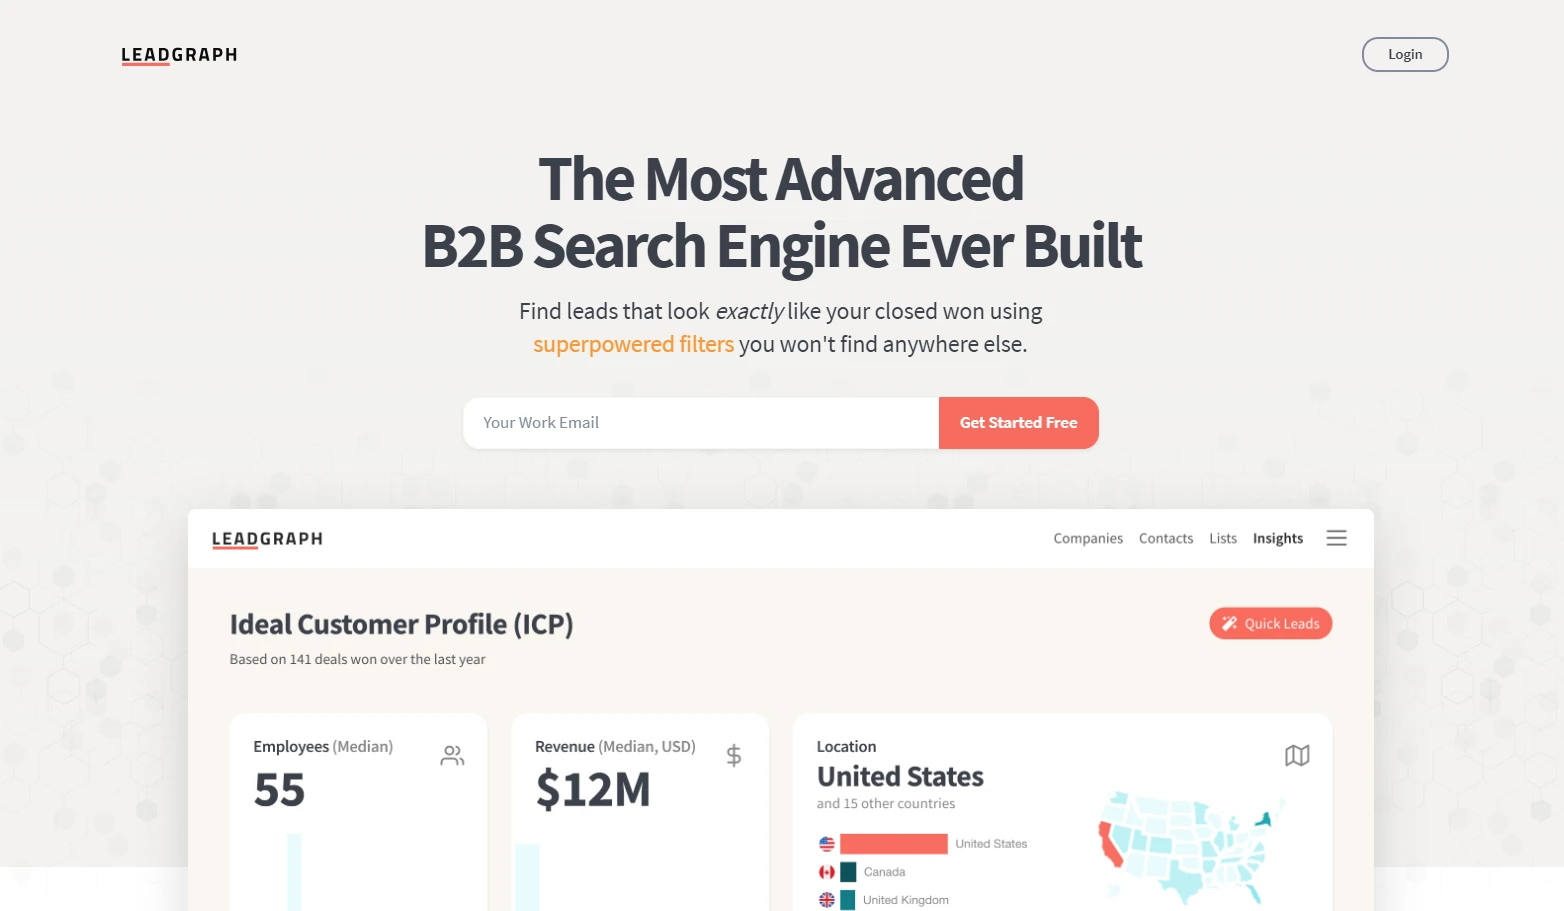 LEADGRAPH
Login
The Most Advanced
B2B Search Engine Ever Built
Find leads that look exactly like your closed won using
superpowered filters you won't find anywhere else.
Your Work Email
Get Started Free
LEADGRAPH
Companies Contacts Lists Insights
Ideal Customer Profile (ICP)
Quick Leads
Based on 141 deals won over the last year
Employees (Median)
55
Revenue (Median, USD)
$12M
Location
United States
and 15 other countries
United States
Canada
United Kingdom